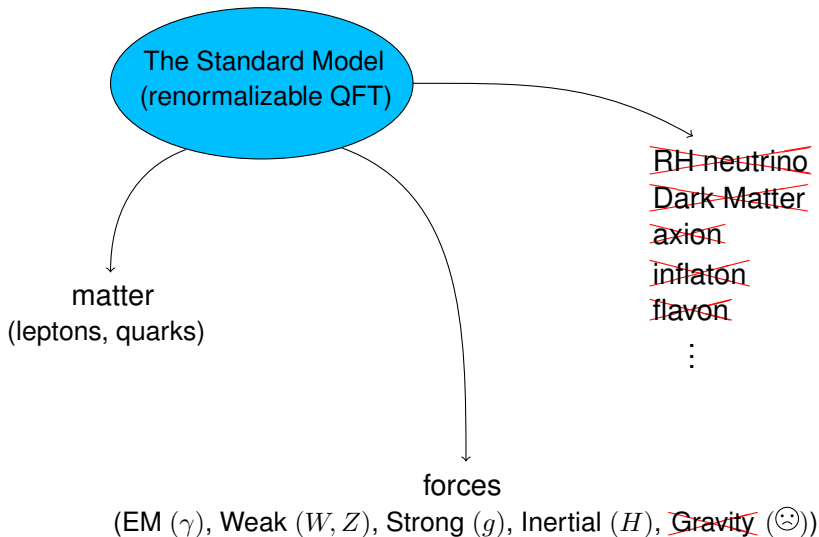 The Standard Model
(renormalizable QFT)
RH neutrino
Dark Matter
axion
inflaton
flavon
⋮
matter
(leptons, quarks)
forces
(EM (γ), Weak (W, Z), Strong (g), Inertial (H), Gravity (☹))